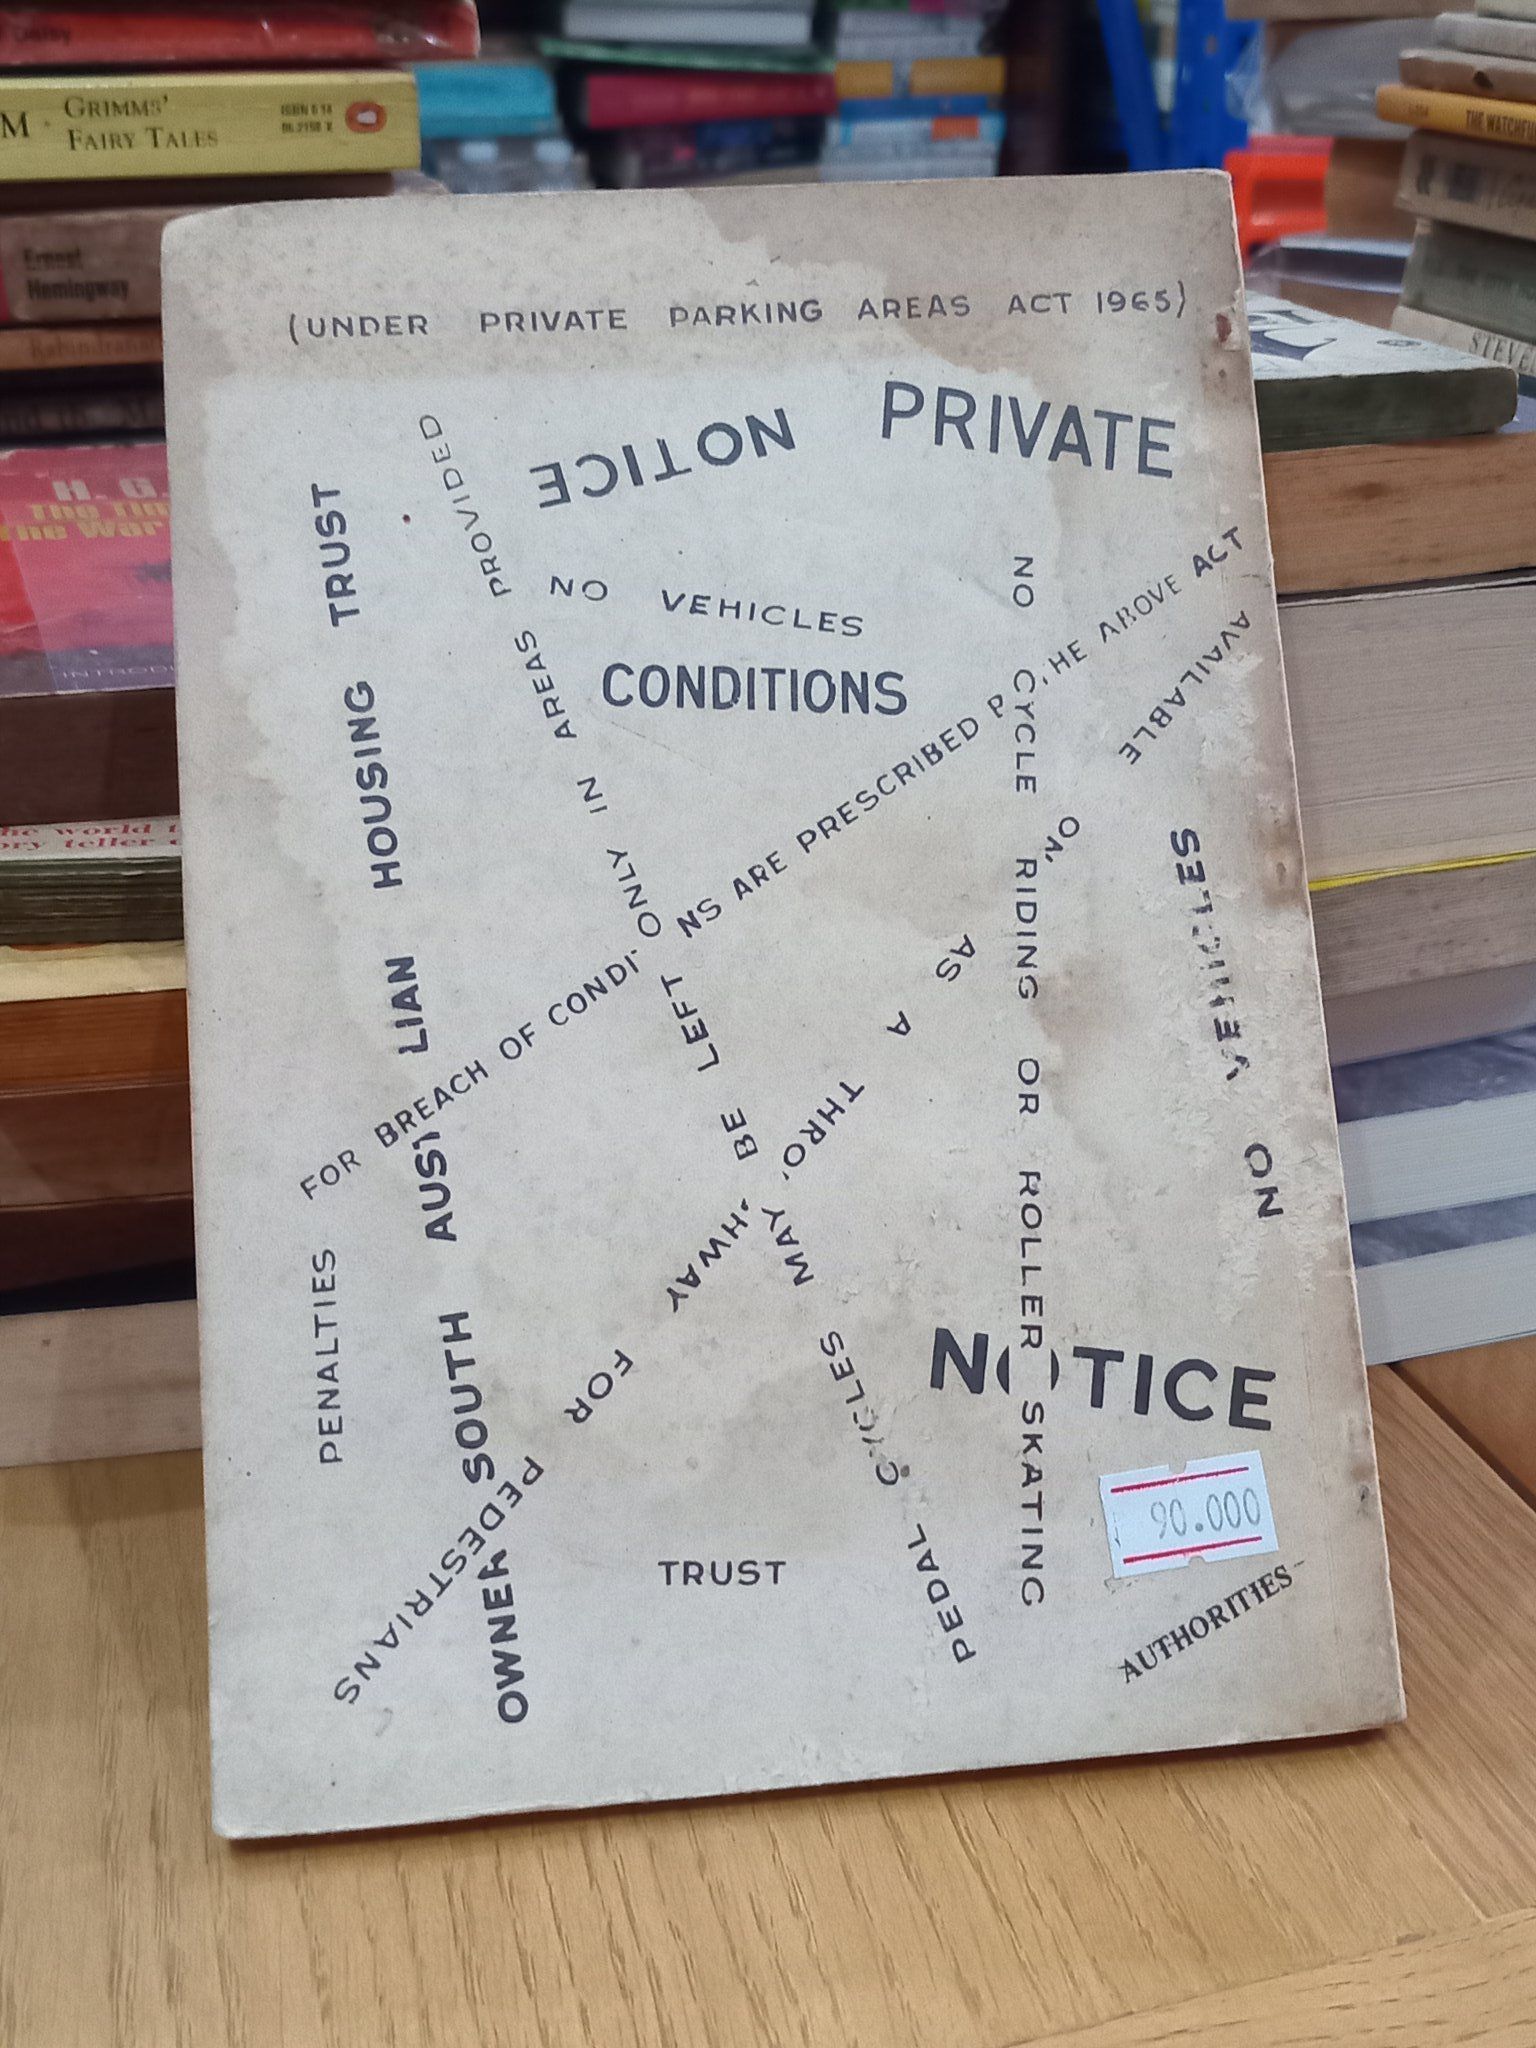 GRIMMS'
FAIRY TALES
M
Ernest
Hemingway
H. G.
(UNDER PRIVATE PARKING AREAS ACT 1965)
PRIVATE
NOTICE
NO VEHICLES
CONDITIONS
OWNER SOUTH AUST LIAN HOUSING TRUST
PEDAL CYCLES MAY BE LEFT ONLY IN AREAS PROVIDED
PENALTIES FOR BREACH OF CONDI NS ARE PRESCRIBED HE ABOVE ACT
NO CYCLE RIDING OR ROLLER SKATING
AVAILABLE ON AS A THRO HWAY FOR PEDESTRIANS
NO VEHICLES
NOTICE
TRUST
90.000
AUTHORITIES